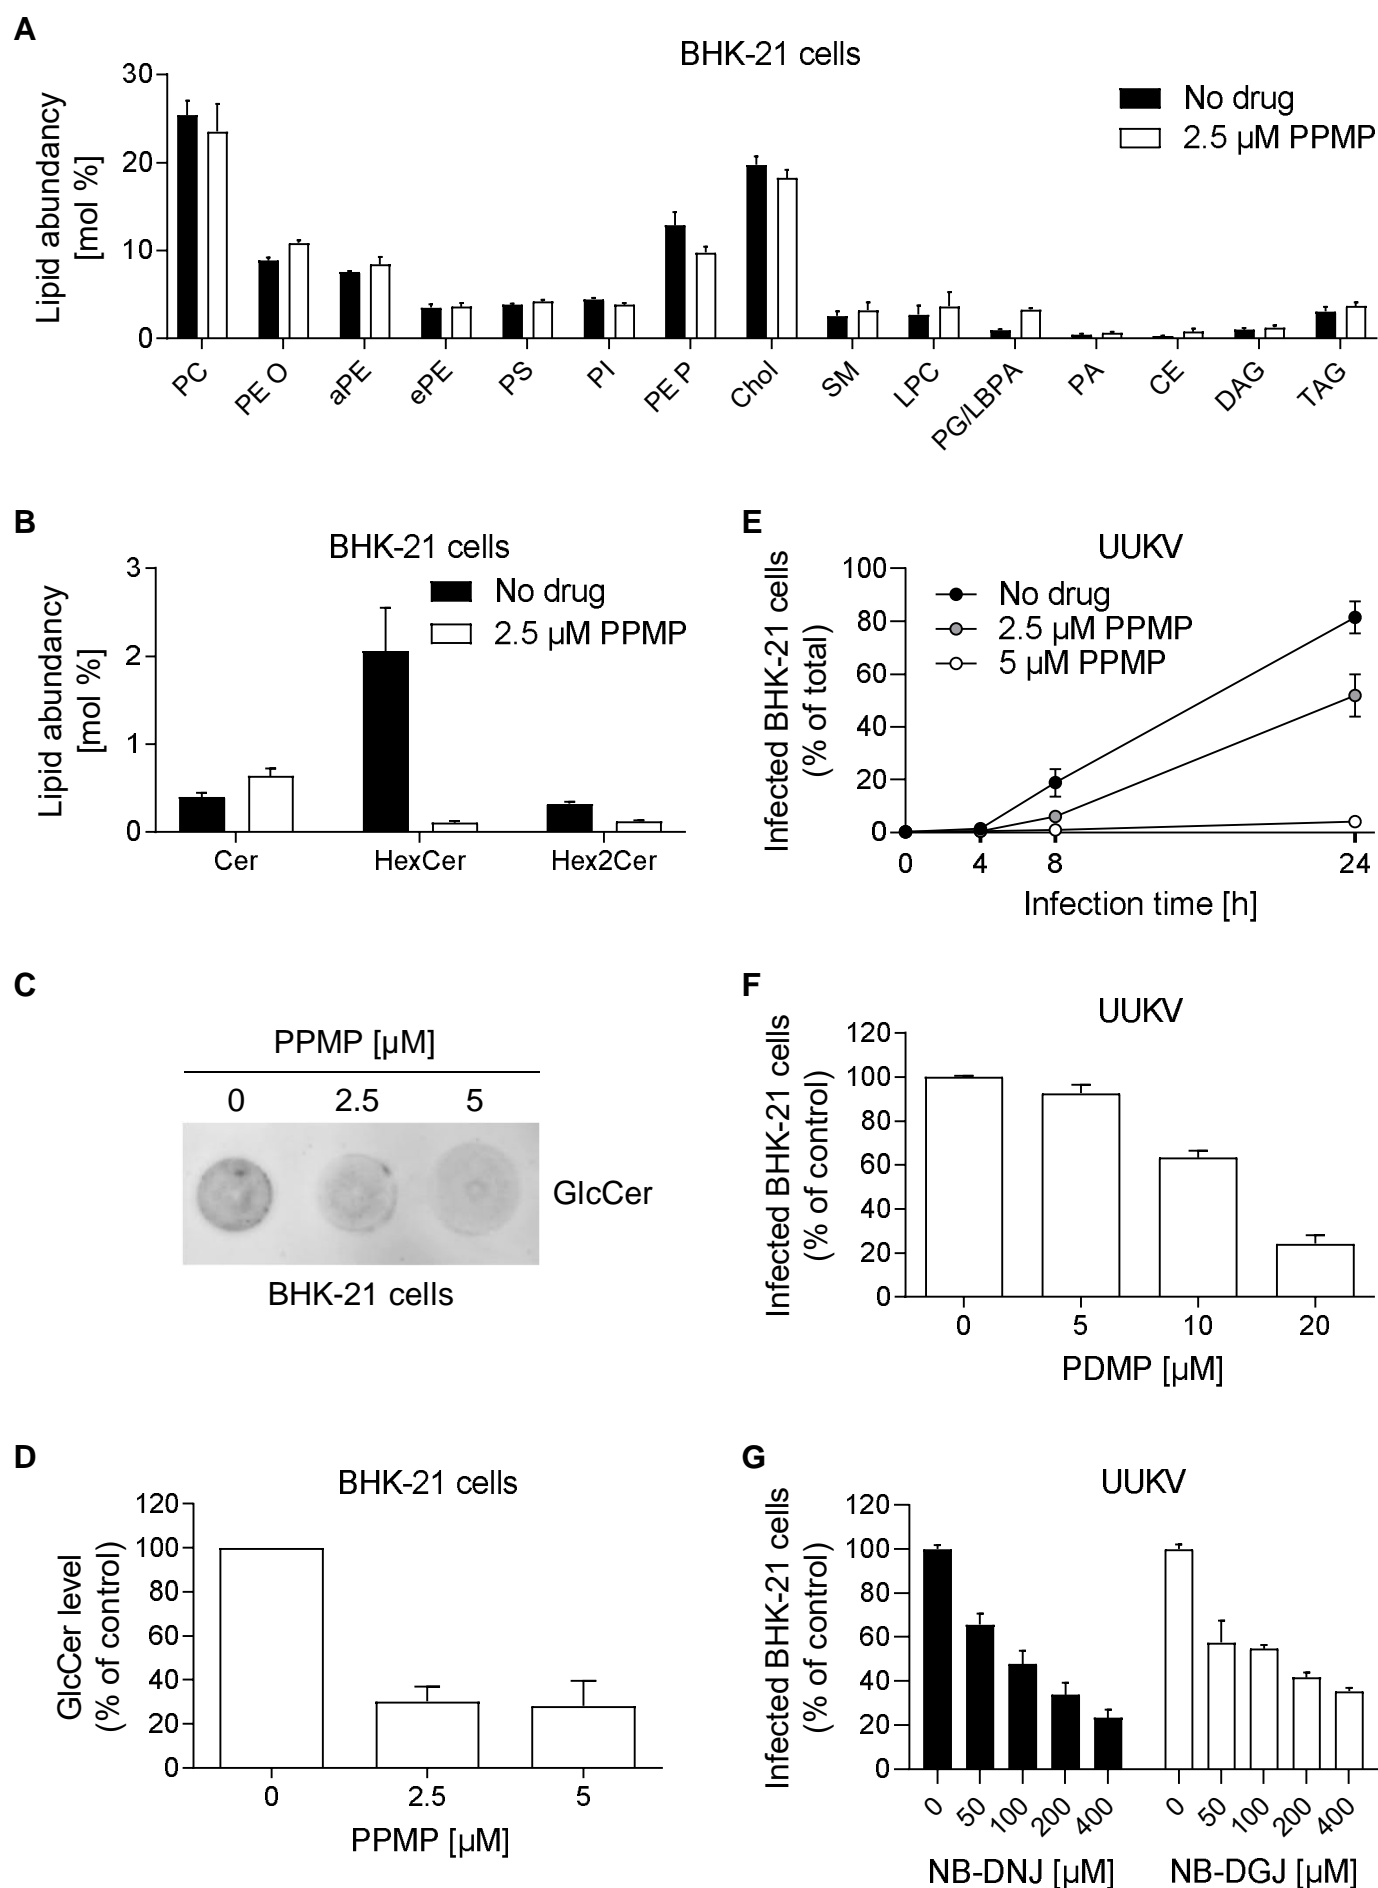 A
BHK-21 cells
No drug
2.5 µM PPMP
Lipid abundancy
[mol %]
30
20
10
0
PC
PE O
aPE
ePE
PS
PI
PE P
Chol
SM
LPC
PG/LBPA
PA
CE
DAG
TAG
B
BHK-21 cells
No drug
2.5 µM PPMP
Lipid abundancy
[mol %]
3
2
1
0
Cer
HexCer
Hex2Cer
E
UUKV
No drug
2.5 µM PPMP
5 µM PPMP
Infected BHK-21 cells
(% of total)
100
80
60
40
20
0
0
4
8
24
Infection time [h]
C
PPMP [µM]
0
2.5
5
GlcCer
BHK-21 cells
F
UUKV
Infected BHK-21 cells
(% of control)
120
100
80
60
40
20
0
0
5
10
20
PDMP [µM]
D
BHK-21 cells
GlcCer level
(% of control)
120
100
80
60
40
20
0
0
2.5
5
PPMP [µM]
G
UUKV
Infected BHK-21 cells
(% of control)
120
100
80
60
40
20
0
0
50
100
200
400
0
50
100
200
400
NB-DNJ [µM]
NB-DGJ [µM]